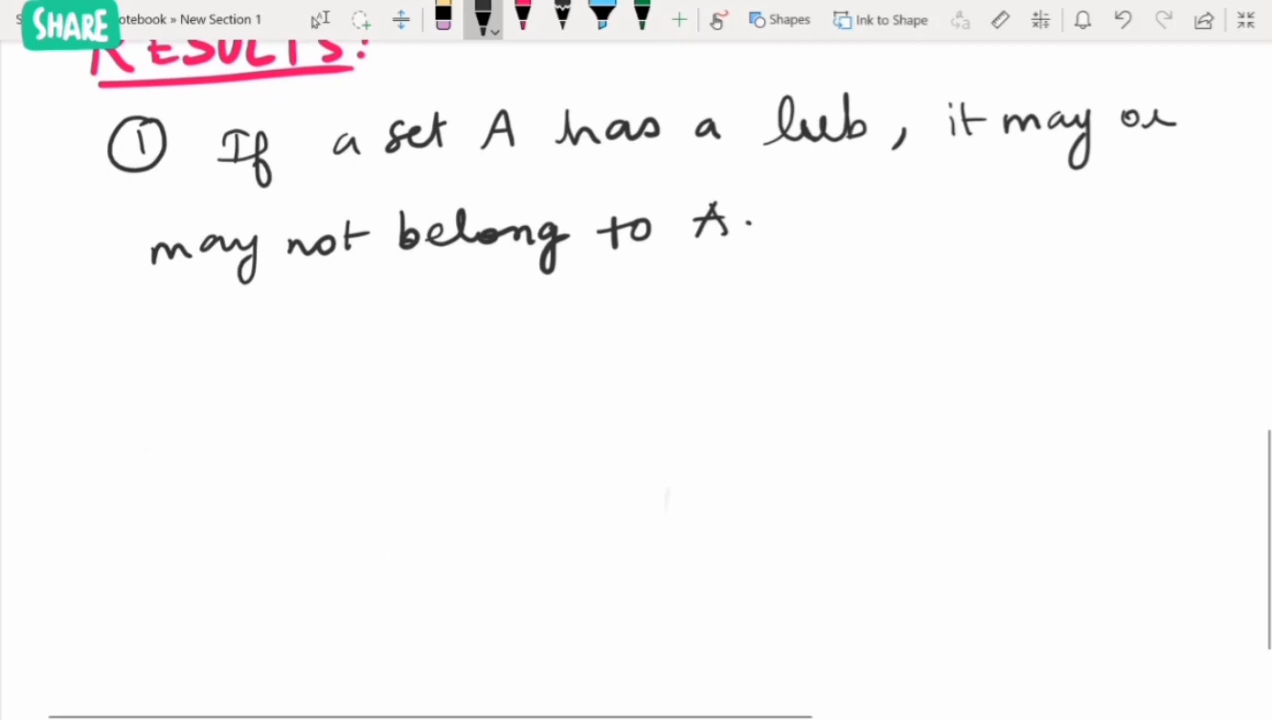 SHARE
otebook » New Section 1
Shapes
Ink to Shape
RESULTS:
① If a set A has a lub, it may or
may not belong to A.